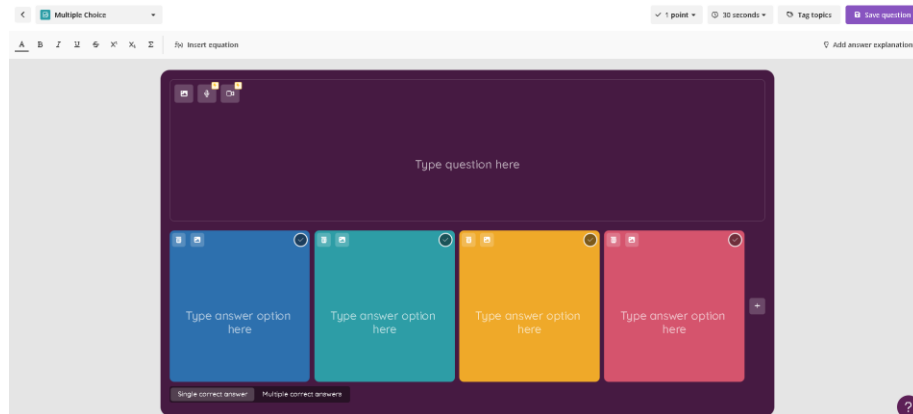 Multiple Choice
1 point
30 seconds
Tag topics
Save question
A B I U S X² X₂ Σ
f(x) Insert equation
Add answer explanation
Type question here
Type answer option
here
Type answer option
here
Type answer option
here
Type answer option
here
+
Single correct answer
Multiple correct answers
?